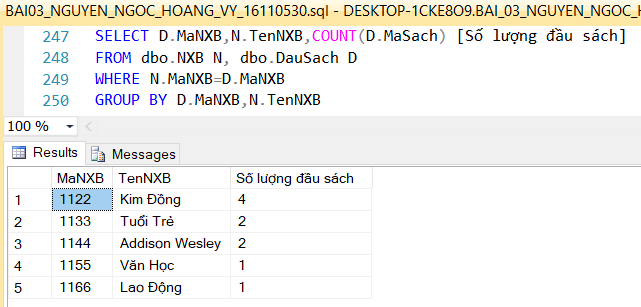 BAI03_NGUYEN_NGOC_HOANG_VY_16110530.sql - DESKTOP-1CKE8O9.BAI_03_NGUYEN_NGOC_H
247 SELECT D.MaNXB,N.TenNXB,COUNT(D.MaSach) [Số lượng đầu sách]
248 FROM dbo.NXB N, dbo.DauSach D
249 WHERE N.MaNXB=D.MaNXB
250 GROUP BY D.MaNXB,N.TenNXB
100 %
Results Messages
MaNXB TenNXB Số lượng đầu sách
1 1122 Kim Đồng 4
2 1133 Tuổi Trẻ 2
3 1144 Addison Wesley 2
4 1155 Văn Học 1
5 1166 Lao Động 1